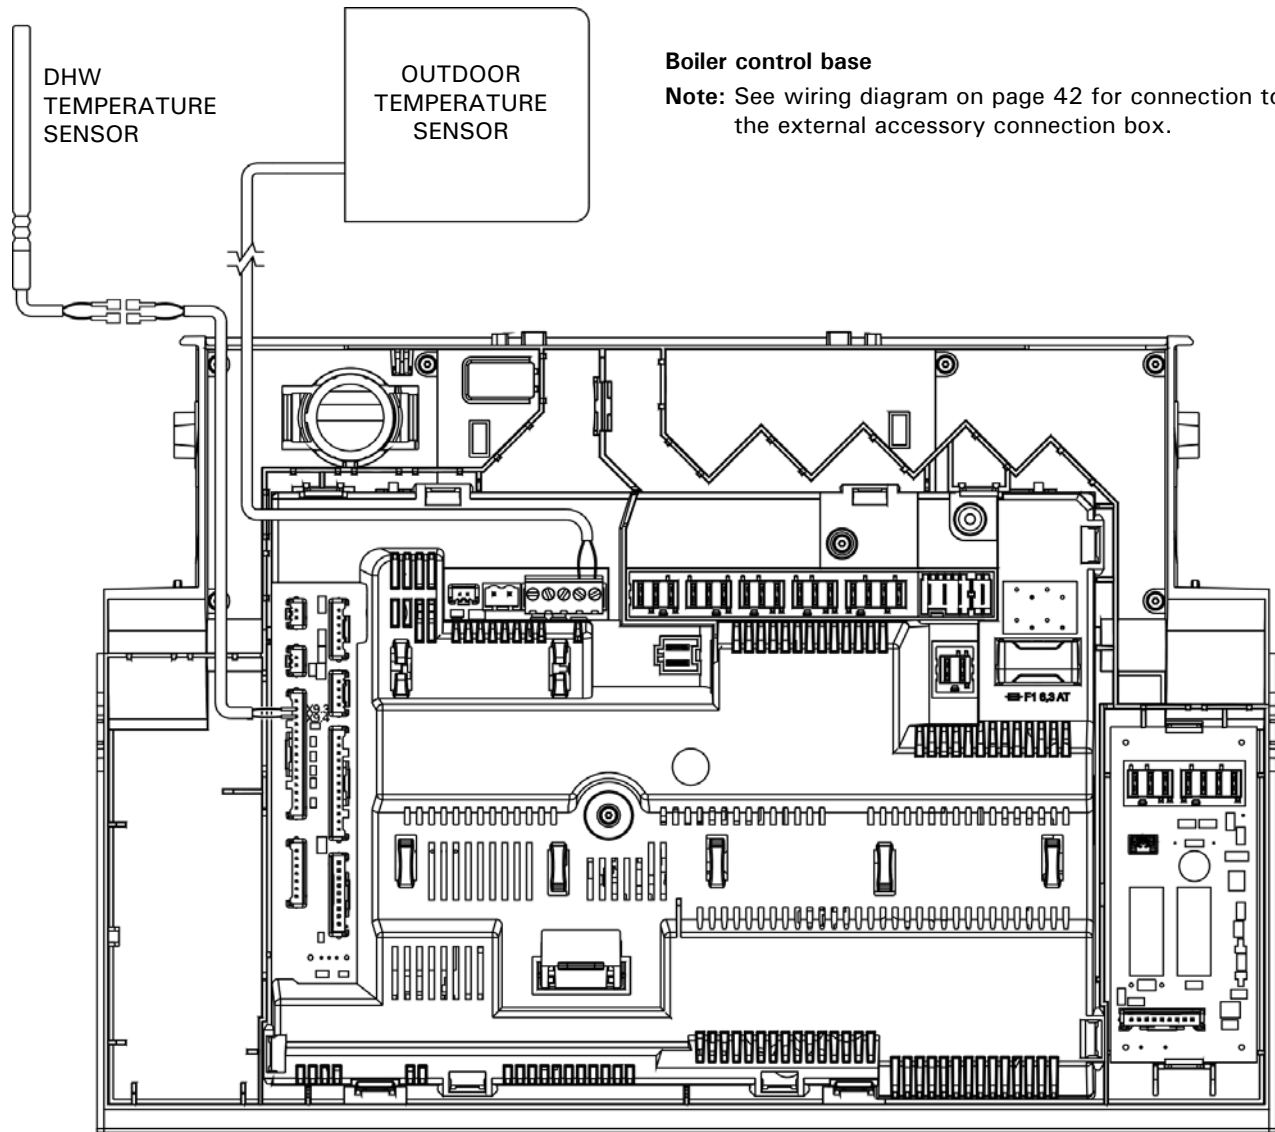 DHW
TEMPERATURE
SENSOR
OUTDOOR
TEMPERATURE
SENSOR
Boiler control base
Note: See wiring diagram on page 42 for connection to
the external accessory connection box.
F1 6,3 AT